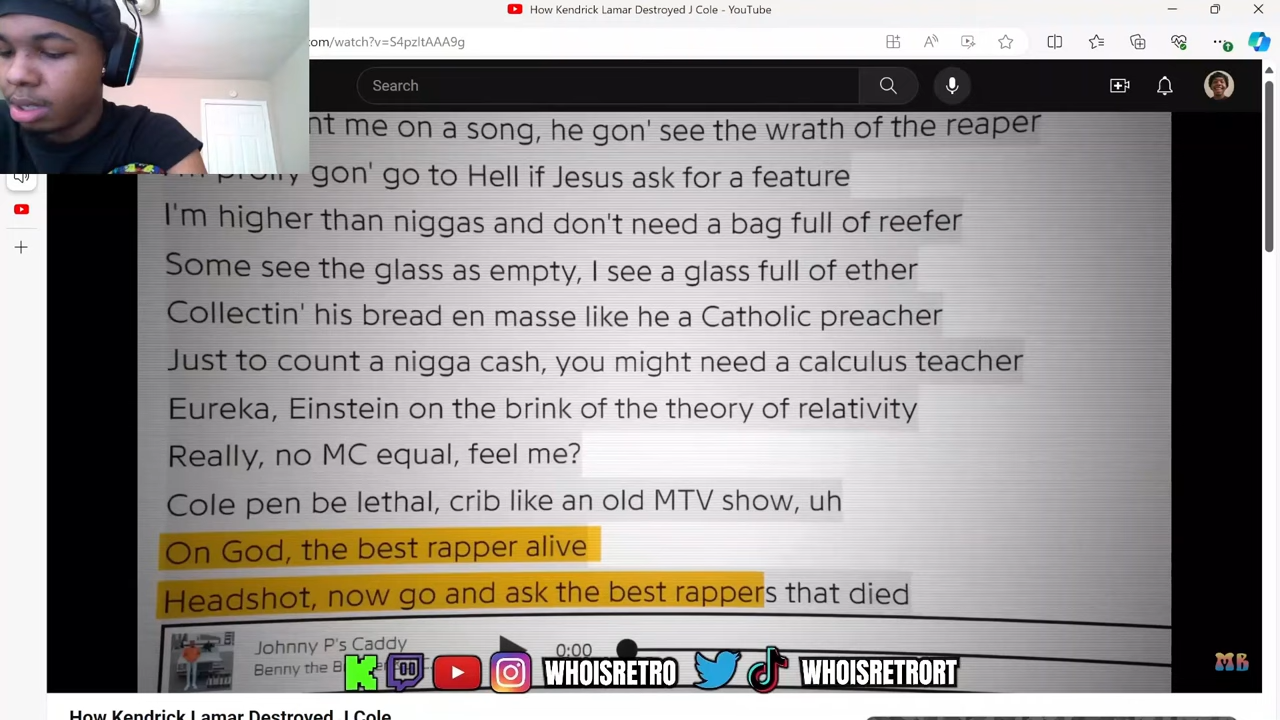 How Kendrick Lamar Destroyed J Cole - YouTube
om/watch?v=S4pzltAAA9g
Search
nt me on a song, he gon' see the wrath of the reaper
gon' go to Hell if Jesus ask for a feature
I'm higher than niggas and don't need a bag full of reefer
Some see the glass as empty, I see a glass full of ether
Collectin' his bread en masse like he a Catholic preacher
Just to count a nigga cash, you might need a calculus teacher
Eureka, Einstein on the brink of the theory of relativity
Really, no MC equal, feel me?
Cole pen be lethal, crib like an old MTV show, uh
On God, the best rapper alive
Headshot, now go and ask the best rappers that died
Johnny P's Caddy
0:00
Benny the B
WHOISRETRO
WHOISRETRORT
MB
How Kendrick Lamar Destroyed J Cole